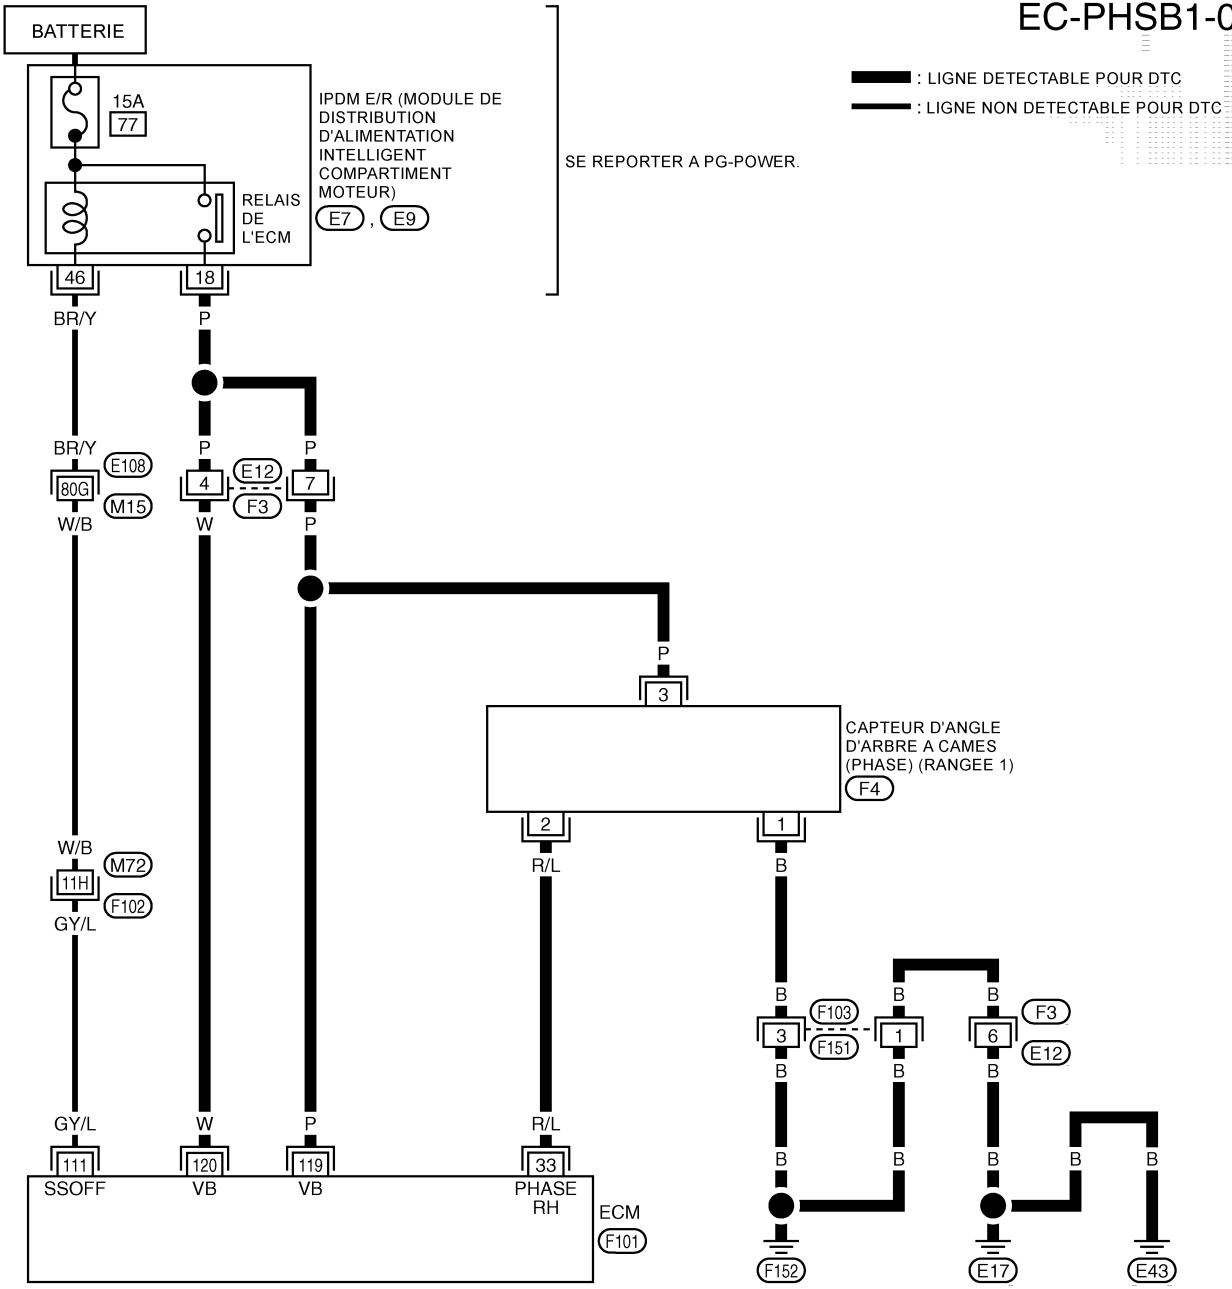 EC-PHSB1-0
BATTERIE
: LIGNE DETECTABLE POUR DTC
: LIGNE NON DETECTABLE POUR DTC
15A
77
IPDM E/R (MODULE DE
DISTRIBUTION
D'ALIMENTATION
INTELLIGENT
COMPARTIMENT
MOTEUR)
E7 , E9
SE REPORTER A PG-POWER.
RELAIS
DE
L'ECM
46 18
BR/Y P
BR/Y P P
80G E108 M15
4 E12 F3 7
W/B W P
P
3
CAPTEUR D'ANGLE
D'ARBRE A CAMES
(PHASE) (RANGEE 1)
F4
2 1
W/B R/L B
11H M72 F102
GY/L
B B B
3 F103 F151 1 6 F3 E12
B B B
GY/L W P R/L B B B B B
111 120 119 33
SSOFF VB VB PHASE
RH
ECM
F101
F152 E17 E43